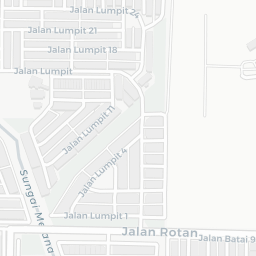 Jalan Lumpit 24
Jalan Lumpit 21
Jalan Lumpit 18
Jalan Lumpit
Jalan Lumpit 11
Jalan Lumpit 4
Sungai
Jalan Lumpit 1
Jalan Rotan
Jalan Batai 9